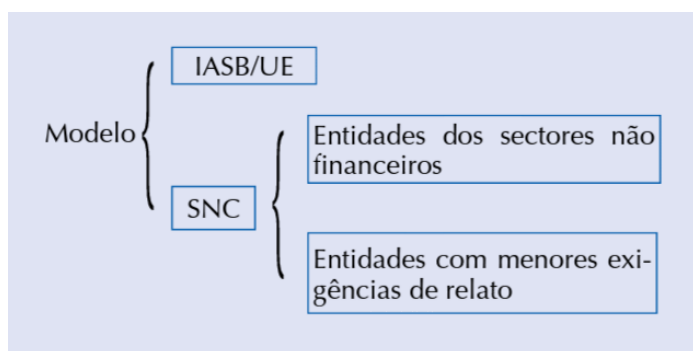 IASB/UE
Modelo
Entidades dos sectores não
financeiros
SNC
Entidades com menores exi-
gências de relato